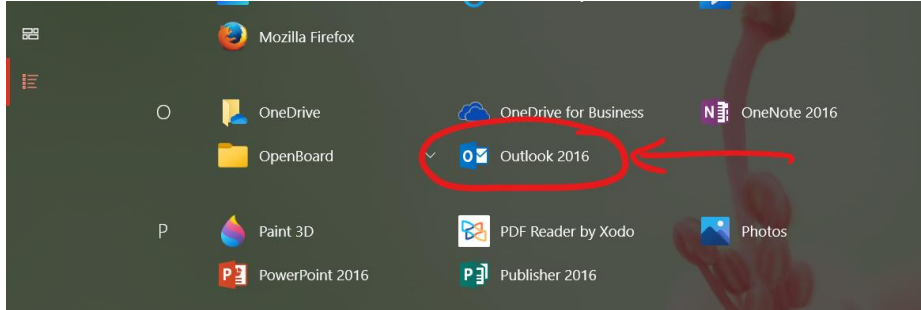 Mozilla Firefox
O
OneDrive
OneDrive for Business
OneNote 2016
OpenBoard
Outlook 2016
P
Paint 3D
PDF Reader by Xodo
Photos
PowerPoint 2016
Publisher 2016